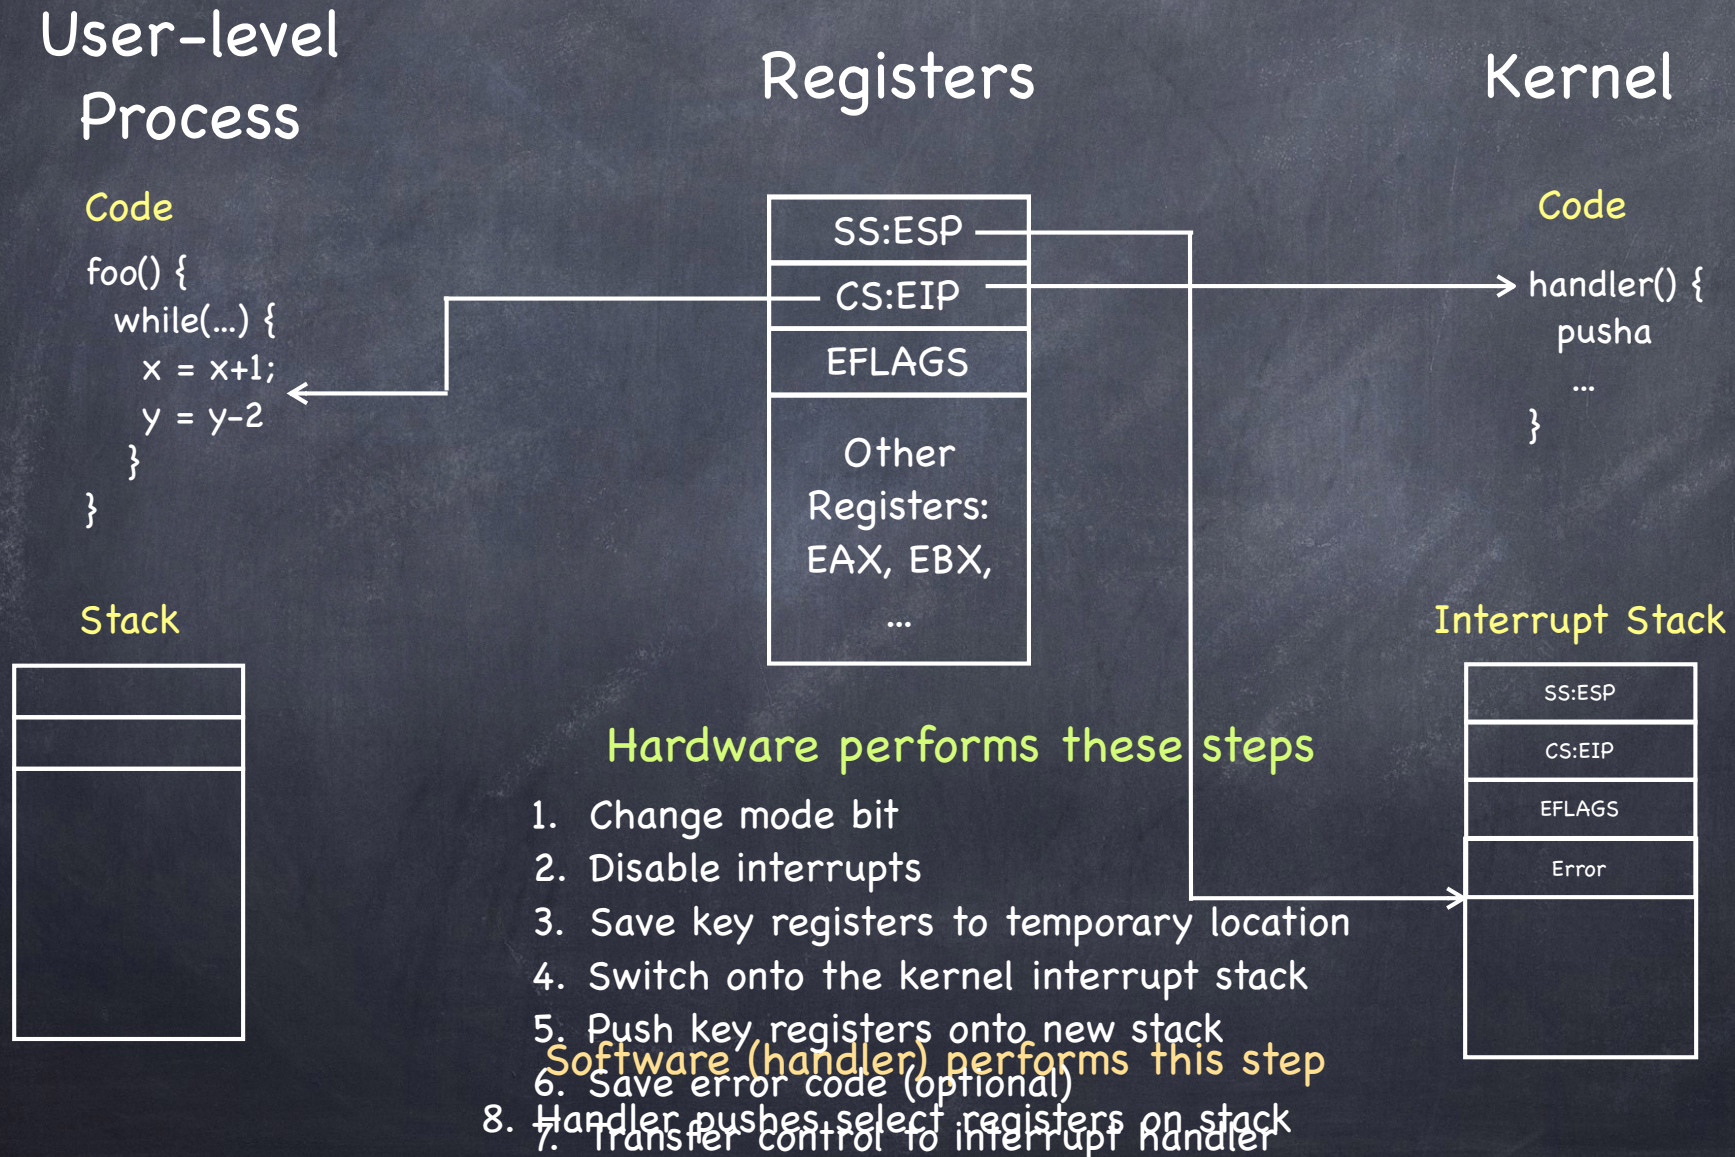 User-level
Process
Code
foo() {
while(...) {
x = x+1;
y = y-2
}
}
Stack
Registers
SS:ESP
CS:EIP
EFLAGS
Other
Registers:
EAX, EBX,
...
Kernel
Code
handler() {
pusha
...
}
Interrupt Stack
SS:ESP
CS:EIP
EFLAGS
Error
Hardware performs these steps
1. Change mode bit
2. Disable interrupts
3. Save key registers to temporary location
4. Switch onto the kernel interrupt stack
5. Push key registers onto new stack
6. Save error code (optional)
7. Transfer control to interrupt handler
Software (handler) performs this step
8. Handler pushes select registers on stack